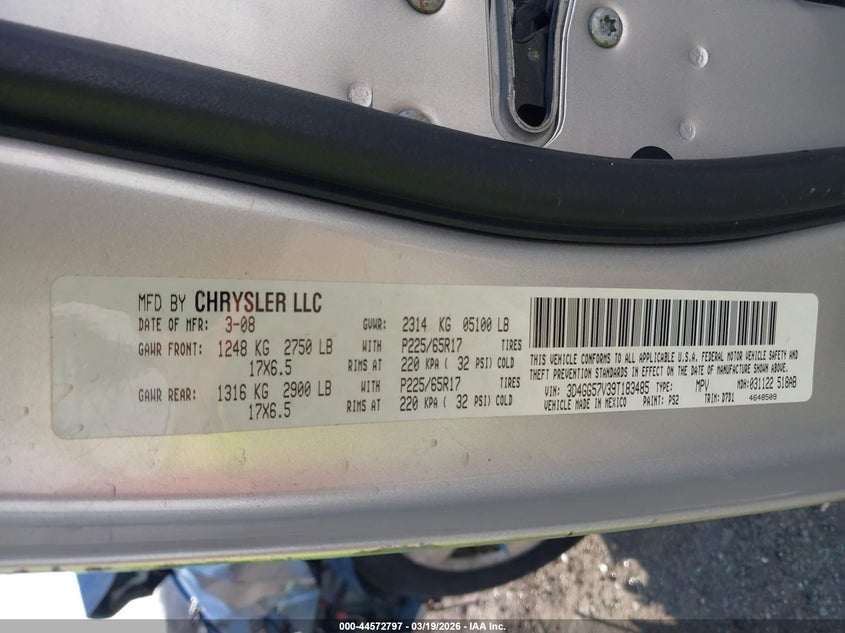 MFD BY CHRYSLER LLC
DATE OF MFR: 3-08 GVWR: 2314 KG 05100 LB
GAWR FRONT: 1248 KG 2750 LB WITH P225/65R17 TIRES
17X6.5 RIMS AT 220 KPA ( 32 PSI) COLD
GAWR REAR: 1316 KG 2900 LB WITH P225/65R17 TIRES
17X6.5 RIMS AT 220 KPA ( 32 PSI) COLD
THIS VEHICLE CONFORMS TO ALL APPLICABLE U.S.A. FEDERAL MOTOR VEHICLE SAFETY AND
THEFT PREVENTION STANDARDS IN EFFECT ON THE DATE OF MANUFACTURE SHOWN ABOVE.
VIN: 3D4GG57V39T183485 TYPE: MPV MDH: 031122 518AB
VEHICLE MADE IN MEXICO PAINT: PS2 TRIM: D7D1 4648509
000-44572797 - 03/19/2026 - IAA Inc.